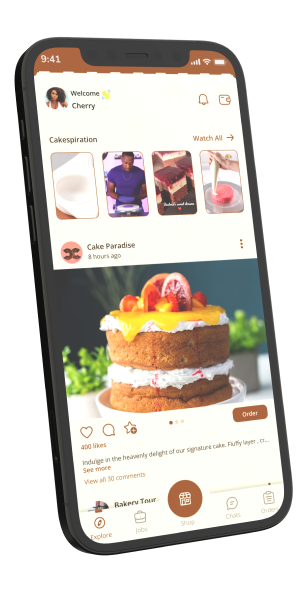 9:41
Welcome
Cherry
Cakespiration
Watch All
Cake Paradise
8 hours ago
Order
400 likes
Indulge in the heavenly delight of our signature cake. Fluffy layer , cr...
See more
View all 30 comments
Bakery Tour
Explore
Jobs
Shop
Chats
Orders